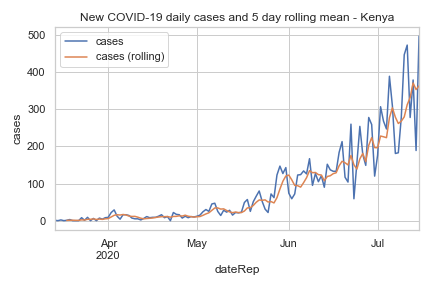 New COVID-19 daily cases and 5 day rolling mean - Kenya
cases
cases (rolling)
500
400
300
200
100
0
cases
Apr
2020
May
Jun
Jul
dateRep